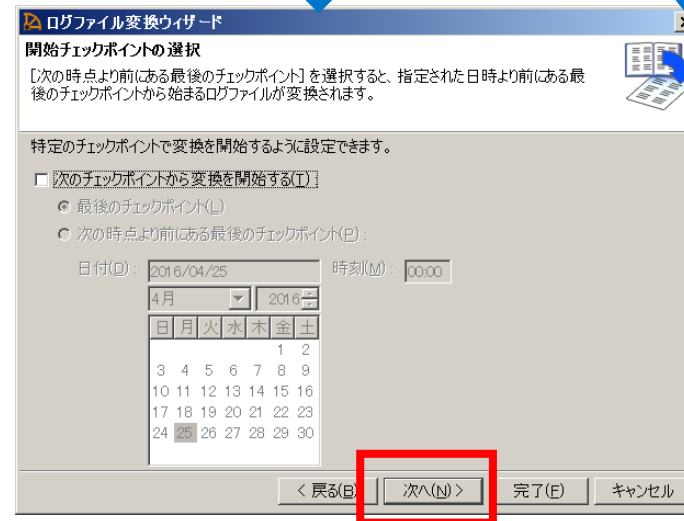 ログファイル変換ウィザード
開始チェックポイントの選択
[次の時点より前にある最後のチェックポイント] を選択すると、指定された日時より前にある最
後のチェックポイントから始まるログファイルが変換されます。
特定のチェックポイントで変換を開始するように設定できます。
次のチェックポイントから変換を開始する(T)
最後のチェックポイント(L)
次の時点より前にある最後のチェックポイント(P):
日付(D): 2016/04/25 時刻(M): 00:00
4月 2016
日 月 火 水 木 金 土
1 2
3 4 5 6 7 8 9
10 11 12 13 14 15 16
17 18 19 20 21 22 23
24 25 26 27 28 29 30
< 戻る(B) 次へ(N) > 完了(F) キャンセル